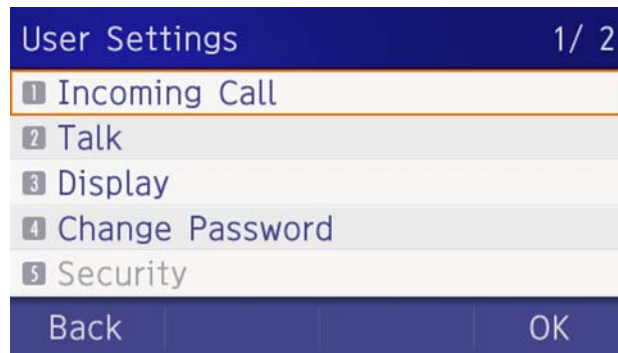 User Settings 1/ 2
1 Incoming Call
2 Talk
3 Display
4 Change Password
5 Security
Back OK